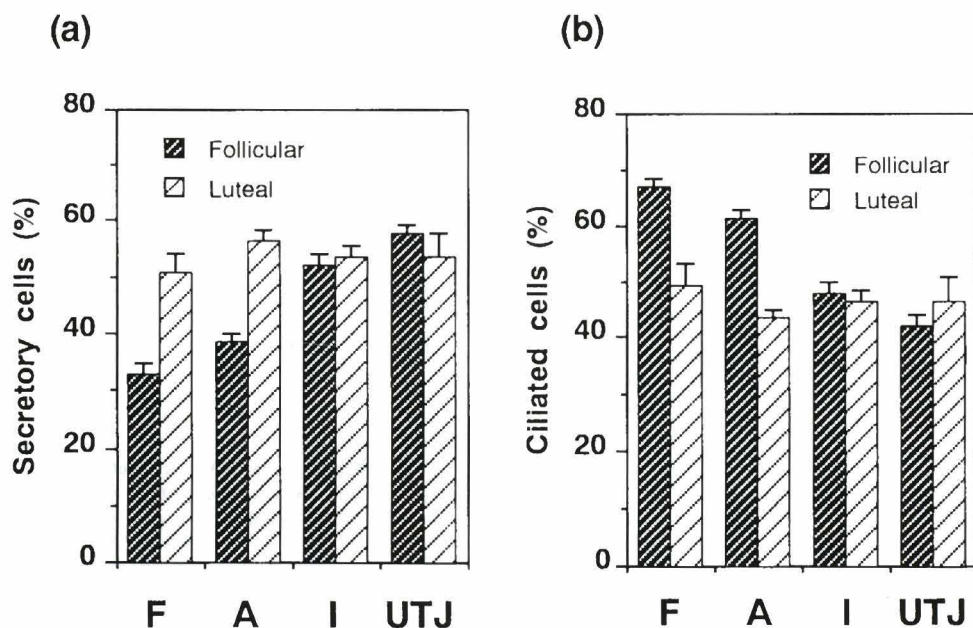 (a)
Secretory cells (%)
80
60
40
20
0
Follicular
Luteal
F A I UTJ
(b)
Ciliated cells (%)
80
60
40
20
0
Follicular
Luteal
F A I UTJ